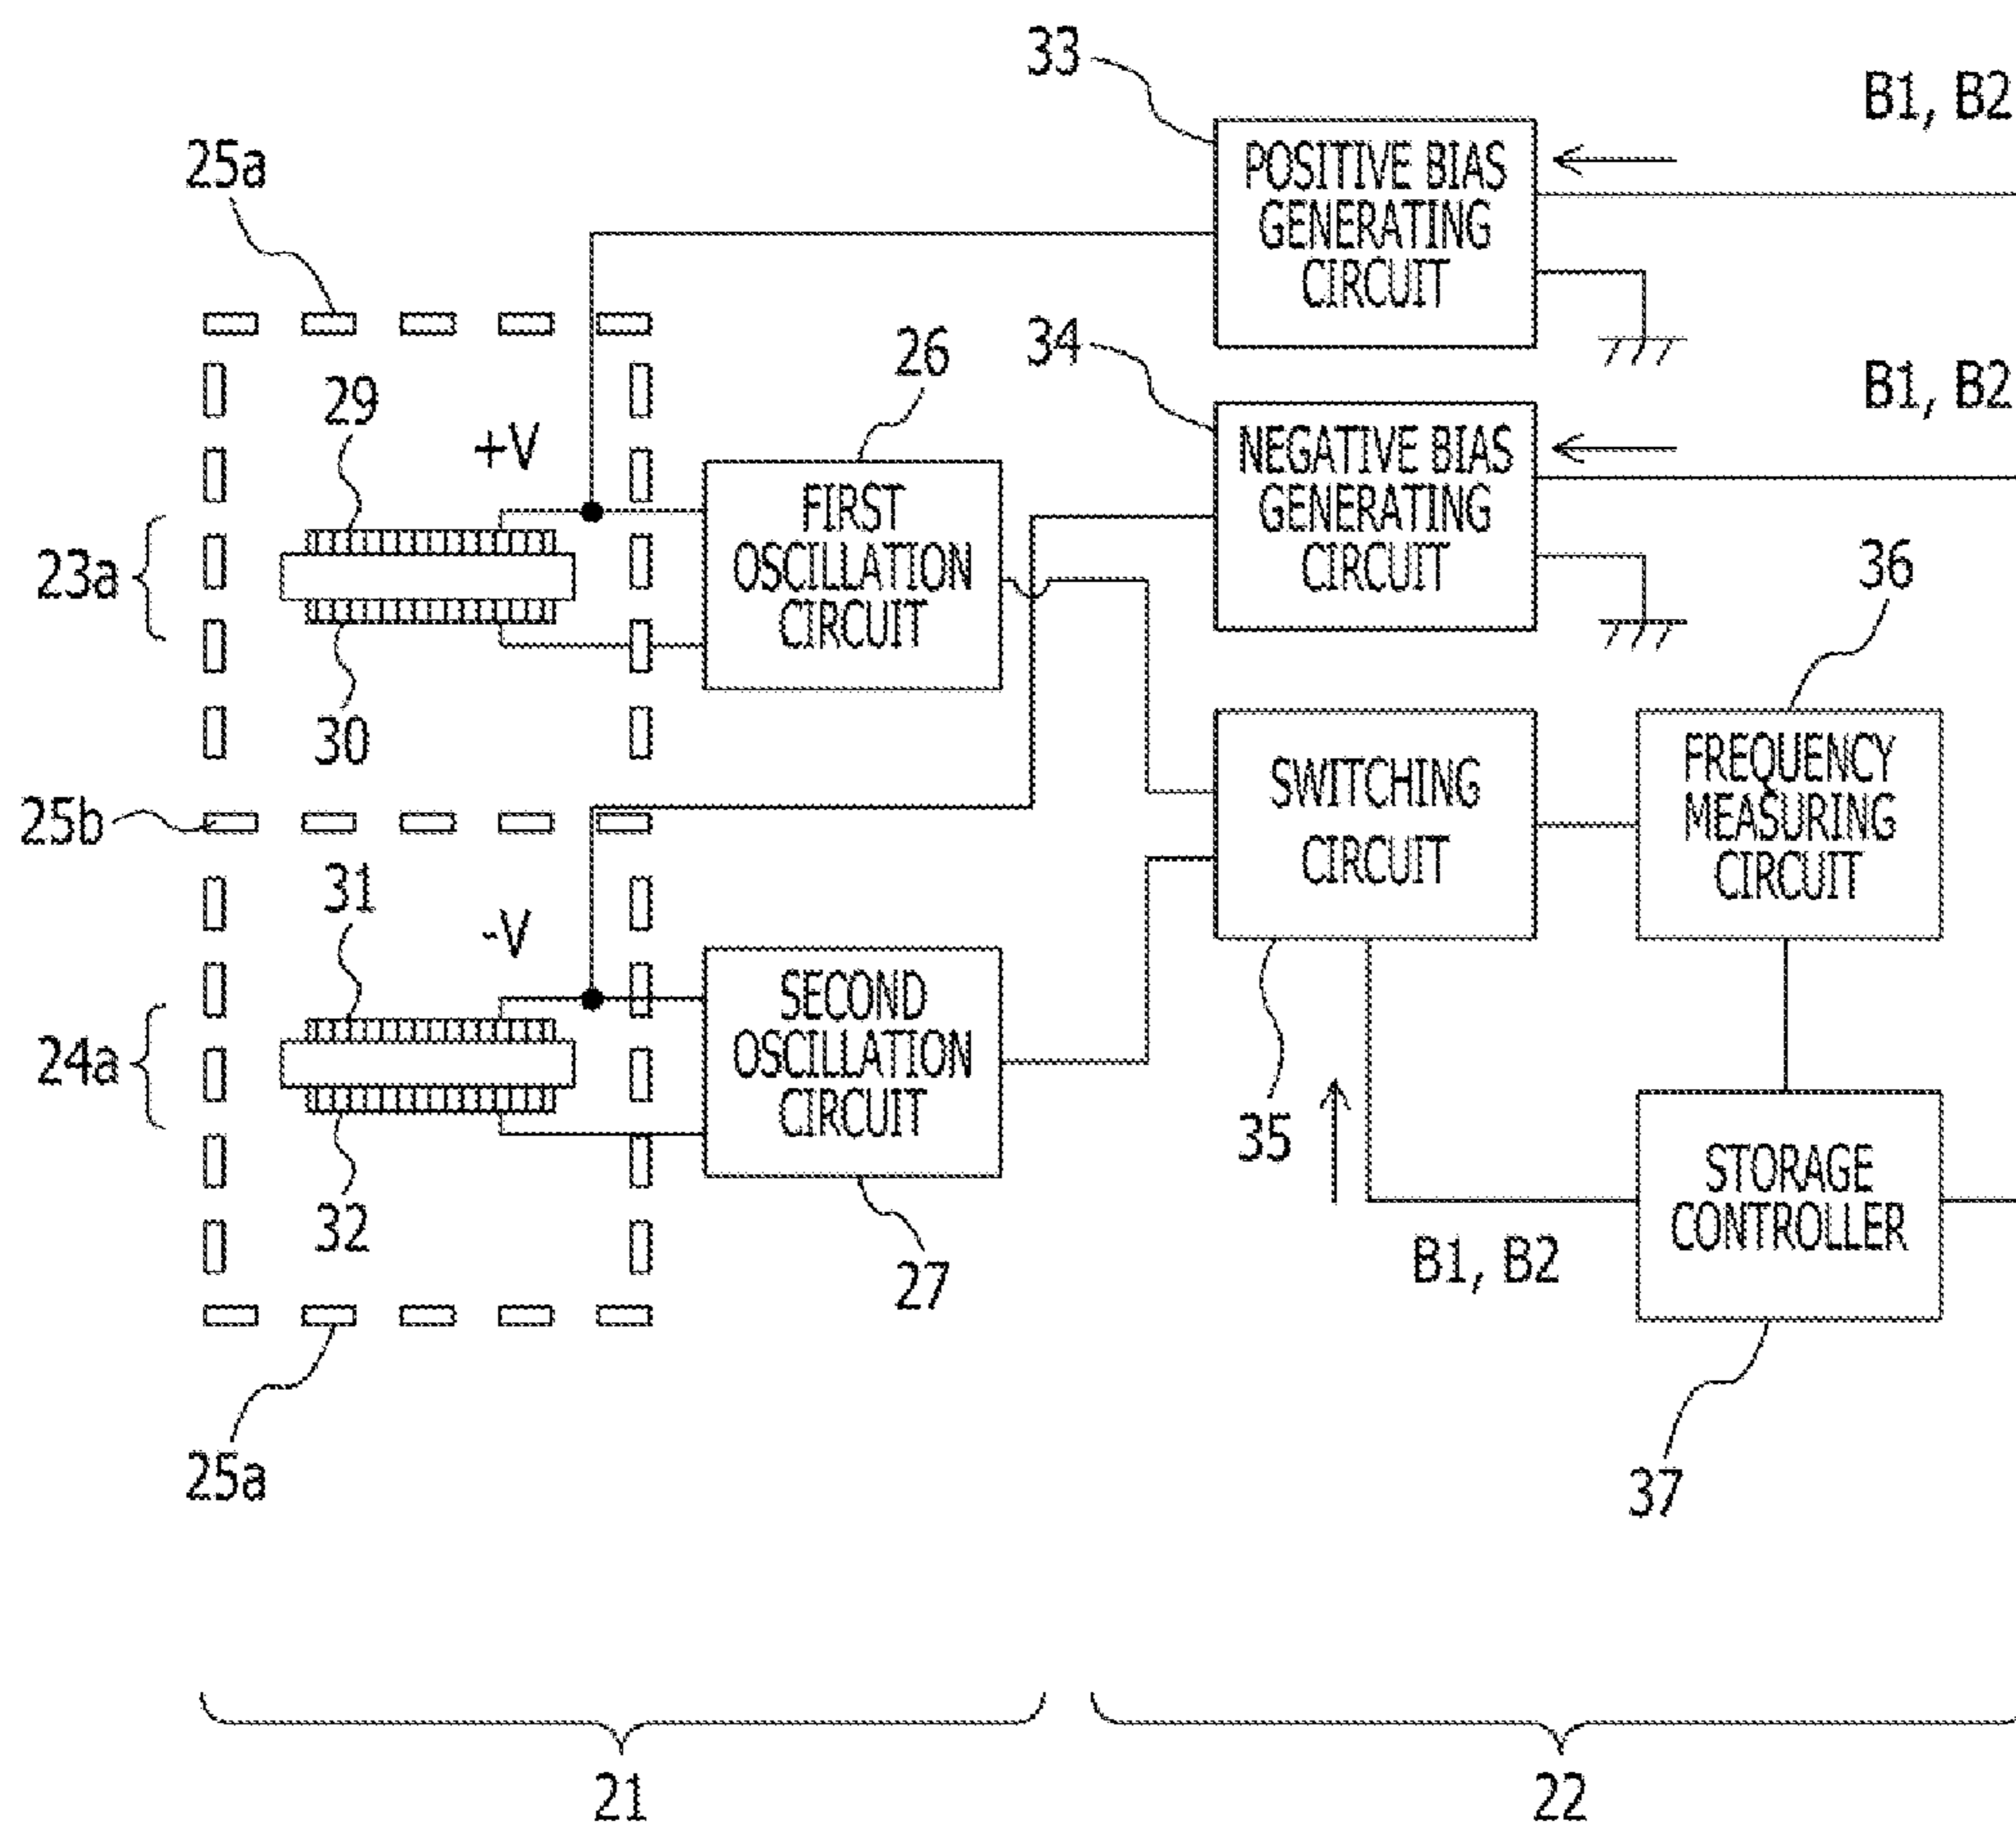 33
B1, B2
25a
POSITIVE BIAS
GENERATING
CIRCUIT
26
34
B1, B2
29
+V
NEGATIVE BIAS
GENERATING
CIRCUIT
FIRST
OSCILLATION
CIRCUIT
23a
36
30
SWITCHING
CIRCUIT
FREQUENCY
MEASURING
CIRCUIT
25b
31
-V
SECOND
OSCILLATION
CIRCUIT
24a
35
STORAGE
CONTROLLER
32
27
B1, B2
25a
37
21
22